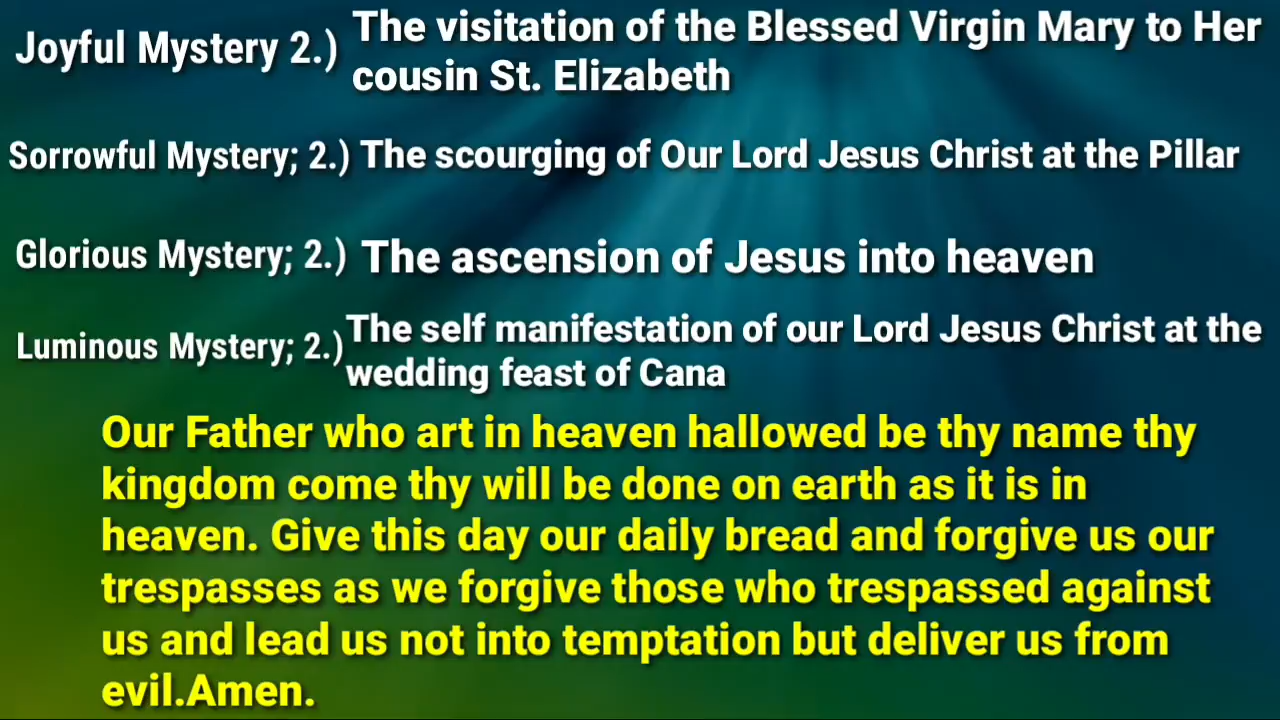 Joyful Mystery 2.) The visitation of the Blessed Virgin Mary to Her
cousin St. Elizabeth
Sorrowful Mystery; 2.) The scourging of Our Lord Jesus Christ at the Pillar
Glorious Mystery; 2.) The ascension of Jesus into heaven
Luminous Mystery; 2.) The self manifestation of our Lord Jesus Christ at the
wedding feast of Cana
Our Father who art in heaven hallowed be thy name thy
kingdom come thy will be done on earth as it is in
heaven. Give this day our daily bread and forgive us our
trespasses as we forgive those who trespassed against
us and lead us not into temptation but deliver us from
evil.Amen.